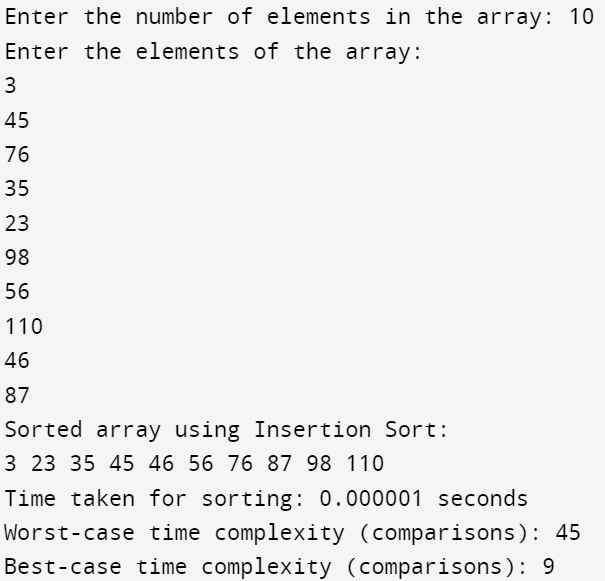 Enter the number of elements in the array: 10
Enter the elements of the array:
3
45
76
35
23
98
56
110
46
87
Sorted array using Insertion Sort:
3 23 35 45 46 56 76 87 98 110
Time taken for sorting: 0.000001 seconds
Worst-case time complexity (comparisons): 45
Best-case time complexity (comparisons): 9